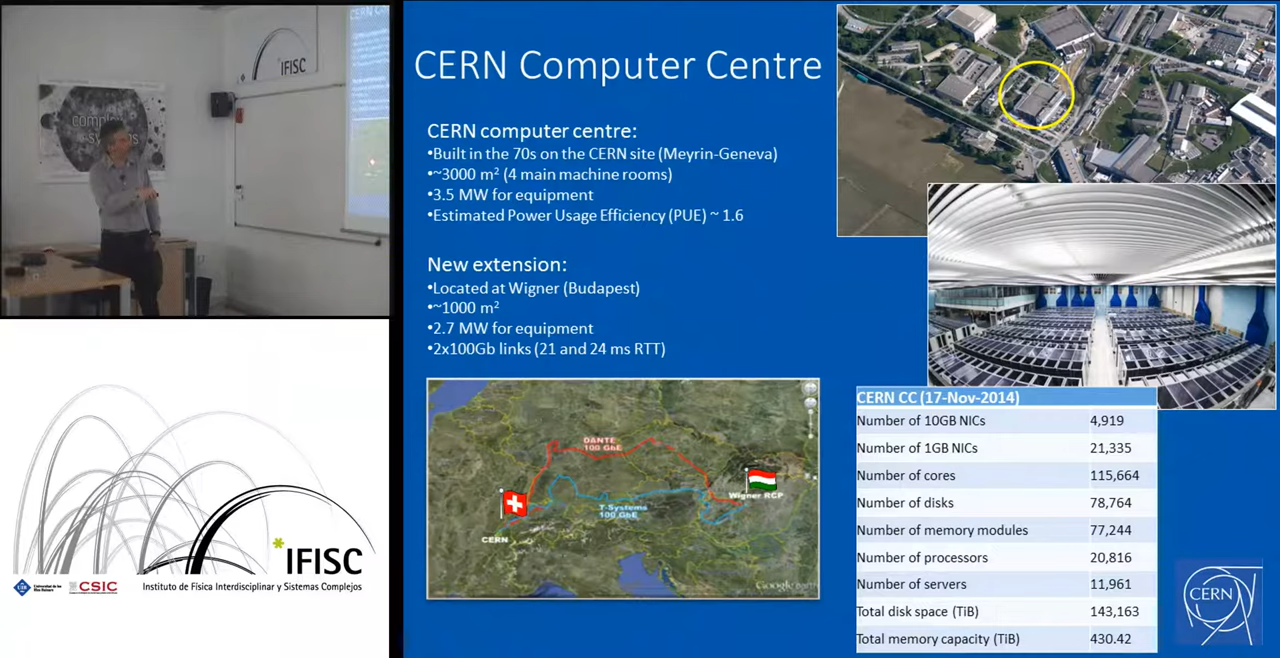 IFISC
complex
systems
CERN Computer Centre
CERN computer centre:
•Built in the 70s on the CERN site (Meyrin-Geneva)
•~3000 m² (4 main machine rooms)
•3.5 MW for equipment
•Estimated Power Usage Efficiency (PUE) ~ 1.6
New extension:
•Located at Wigner (Budapest)
•~1000 m²
•2.7 MW for equipment
•2x100Gb links (21 and 24 ms RTT)
DANTE
100 GbE
T-Systems
100 GbE
Wigner RCP
CERN
Google earth
CERN CC (17-Nov-2014)
Number of 10GB NICs 4,919
Number of 1GB NICs 21,335
Number of cores 115,664
Number of disks 78,764
Number of memory modules 77,244
Number of processors 20,816
Number of servers 11,961
Total disk space (TiB) 143,163
Total memory capacity (TiB) 430.42
CERN
IFISC
CSIC
Instituto de Física Interdisciplinar y Sistemas Complejos